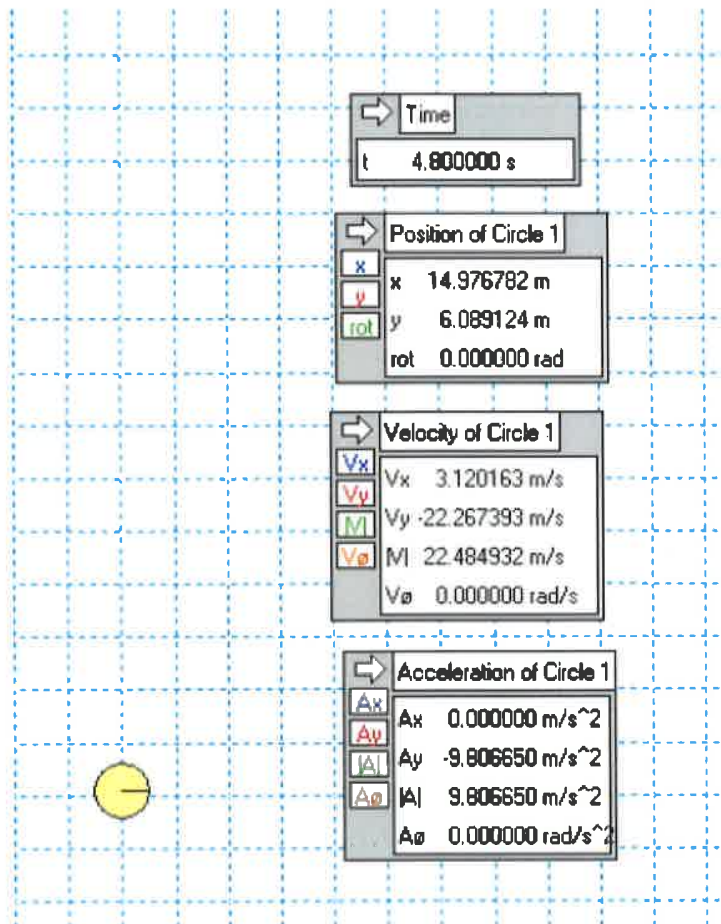 Time
t 4.800000 s
Position of Circle 1
x
y
rot
x 14.976782 m
y 6.089124 m
rot 0.000000 rad
Velocity of Circle 1
Vx
Vy
|V|
Vø
Vx 3.120163 m/s
Vy -22.267393 m/s
|V| 22.484932 m/s
Vø 0.000000 rad/s
Acceleration of Circle 1
Ax
Ay
|A|
Aø
Ax 0.000000 m/s^2
Ay -9.806650 m/s^2
|A| 9.806650 m/s^2
Aø 0.000000 rad/s^2